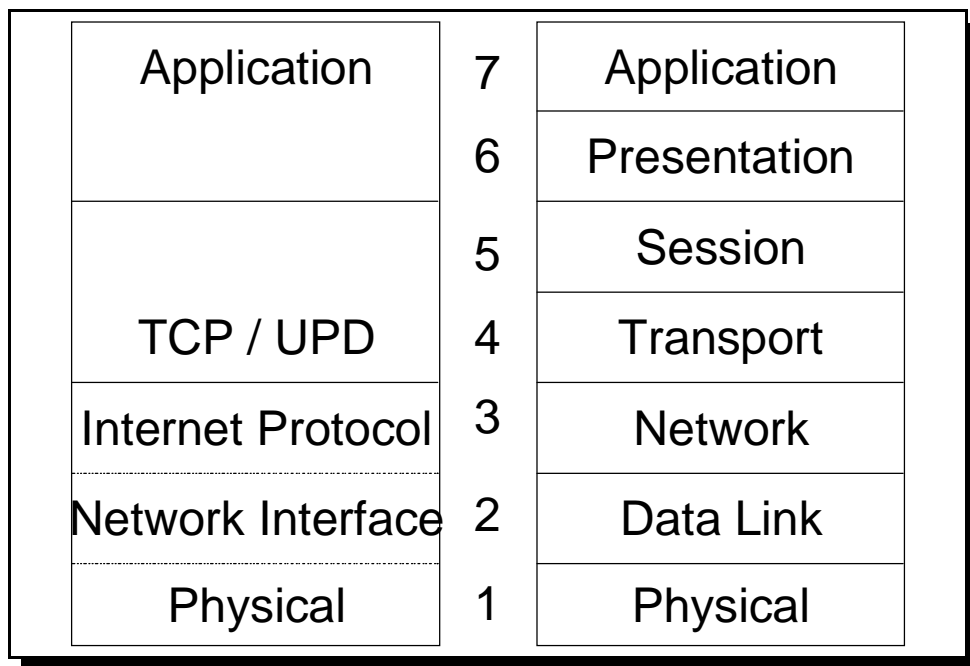 Application 7 Application
6 Presentation
5 Session
TCP / UPD 4 Transport
Internet Protocol 3 Network
Network Interface 2 Data Link
Physical 1 Physical